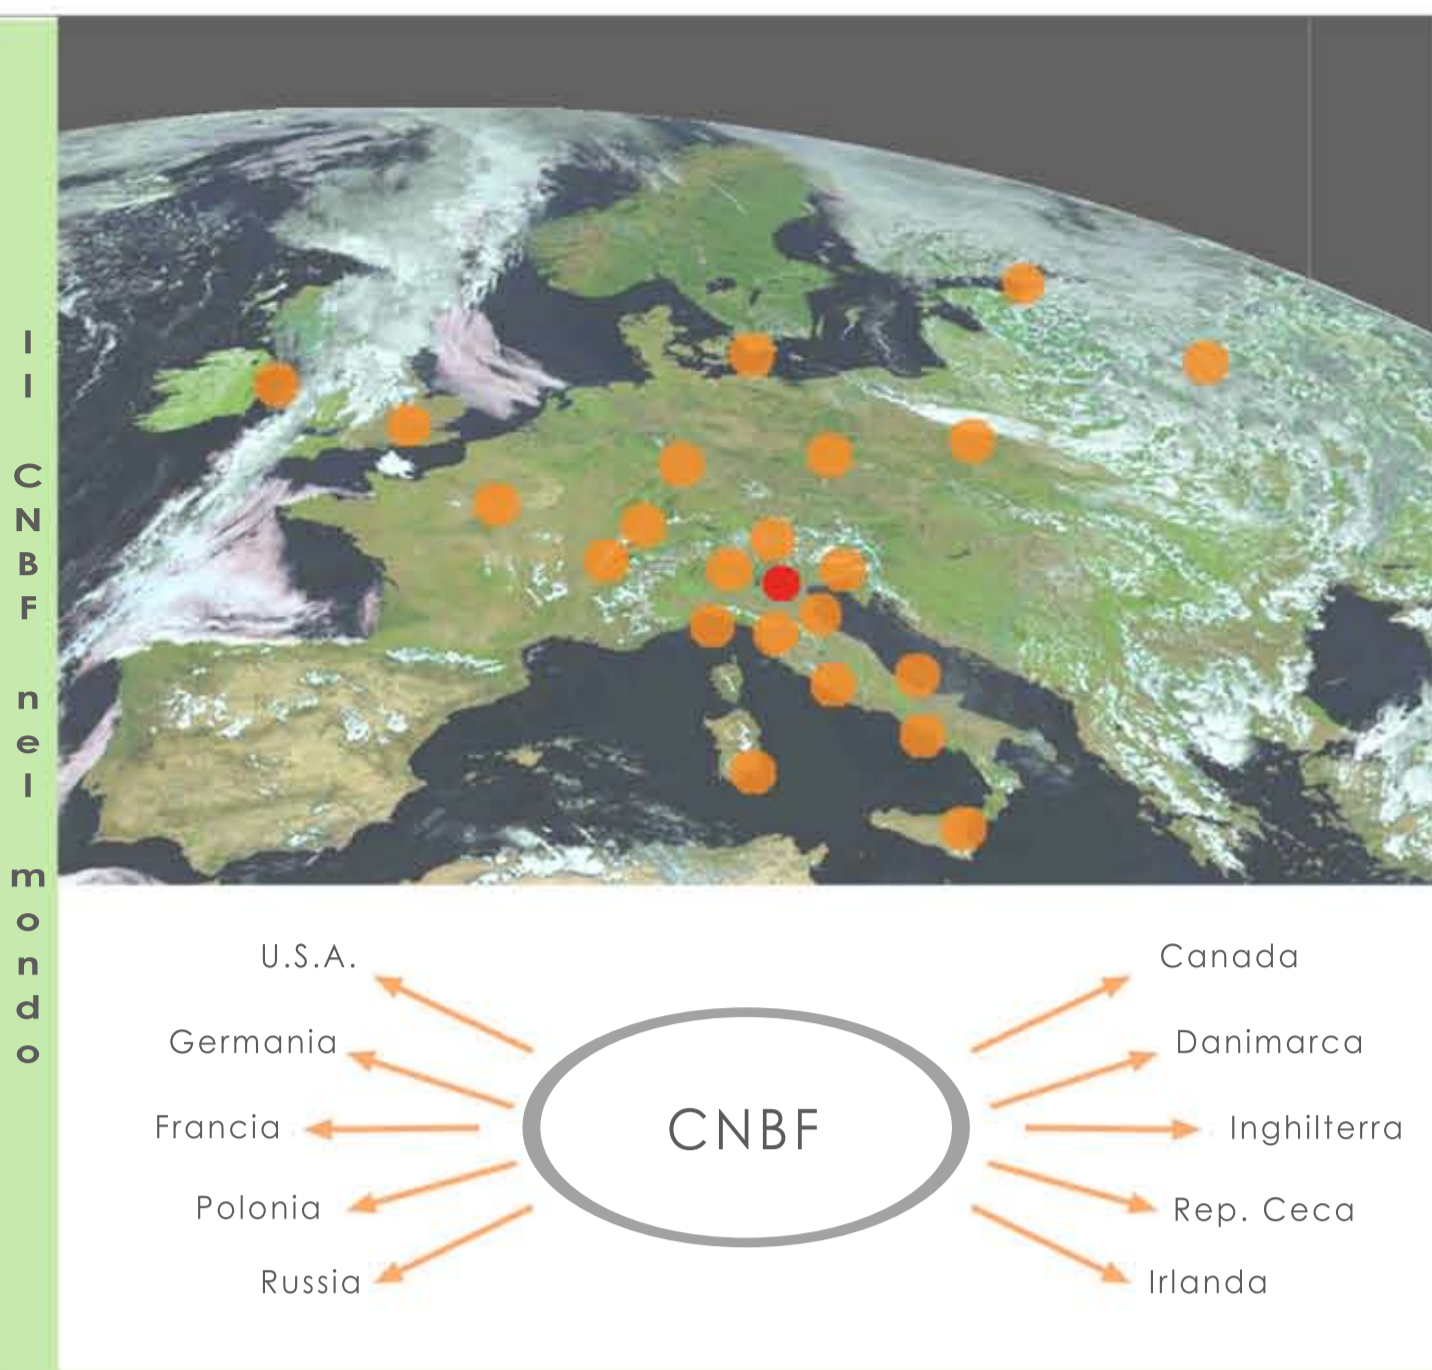 Il CNBF nel mondo
U.S.A.
Germania
Francia
Polonia
Russia
CNBF
Canada
Danimarca
Inghilterra
Rep. Ceca
Irlanda